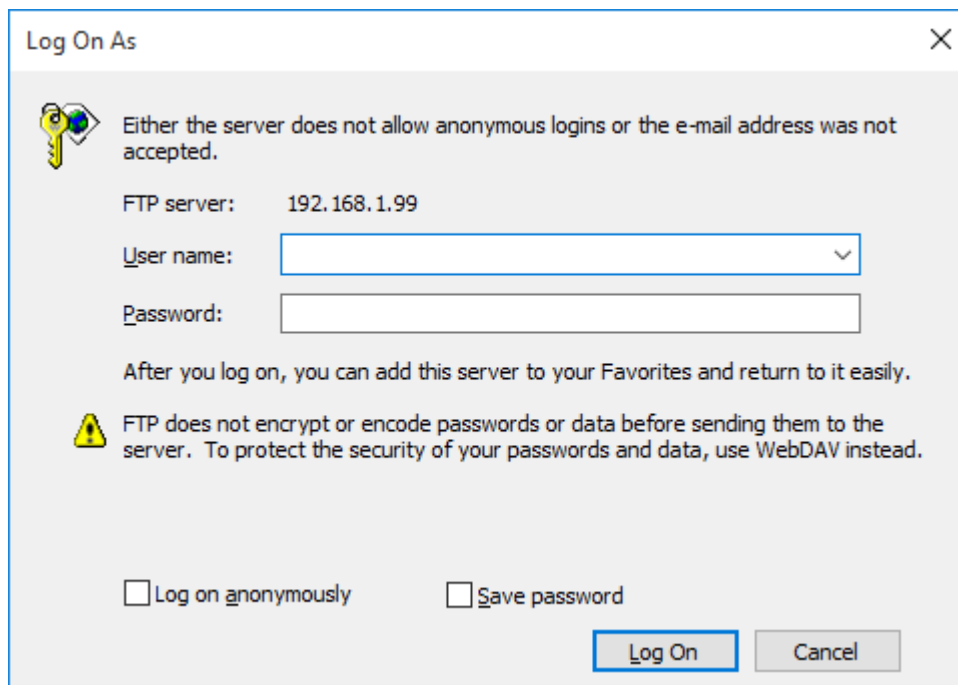 Log On As
Either the server does not allow anonymous logins or the e-mail address was not
accepted.
FTP server: 192.168.1.99
User name:
Password:
After you log on, you can add this server to your Favorites and return to it easily.
FTP does not encrypt or encode passwords or data before sending them to the
server. To protect the security of your passwords and data, use WebDAV instead.
Log on anonymously Save password
Log On Cancel